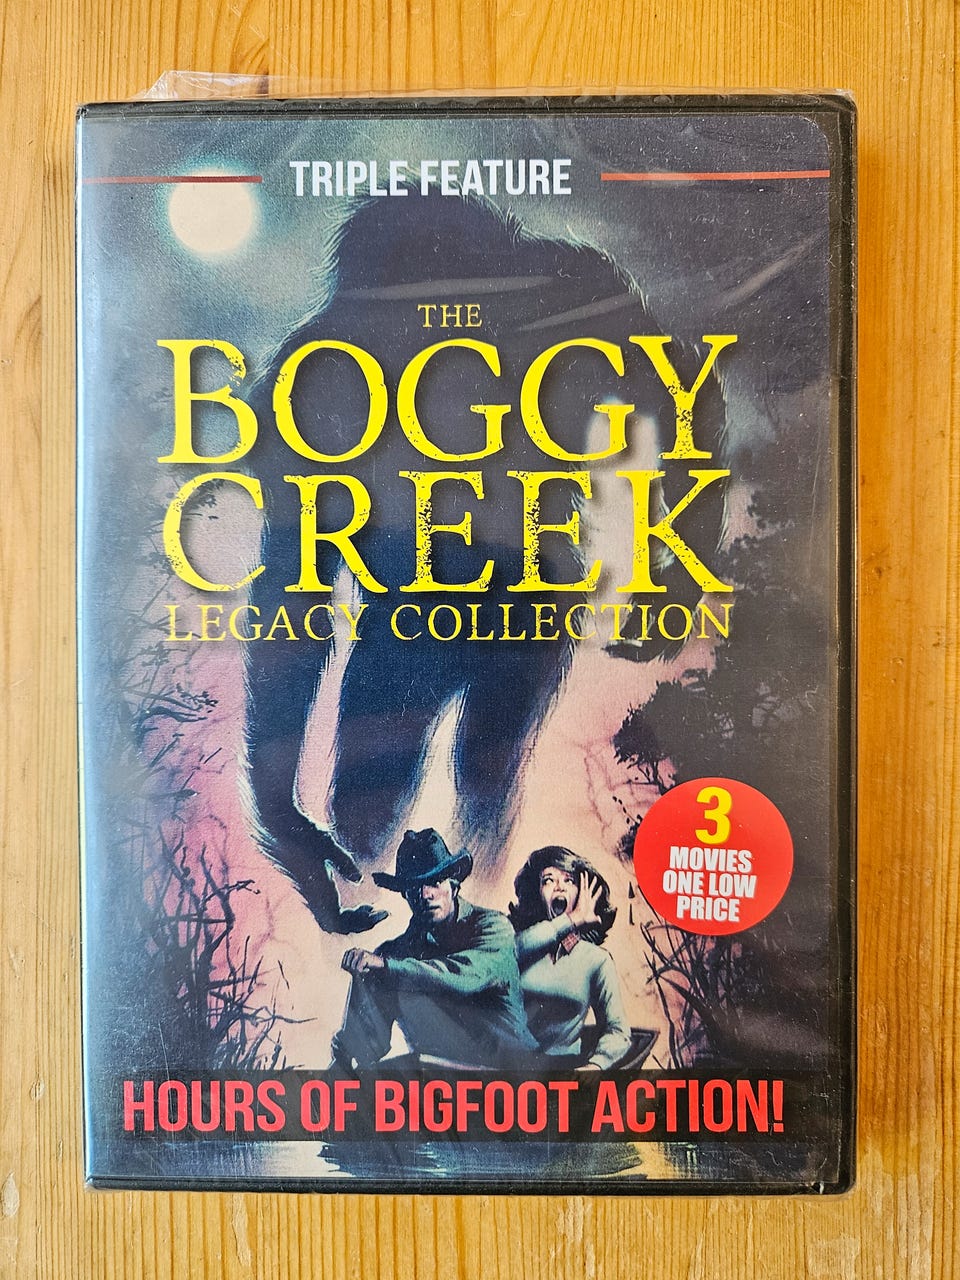 TRIPLE FEATURE
THE
BOGGY
CREEK
LEGACY COLLECTION
3
MOVIES
ONE LOW
PRICE
HOURS OF BIGFOOT ACTION!